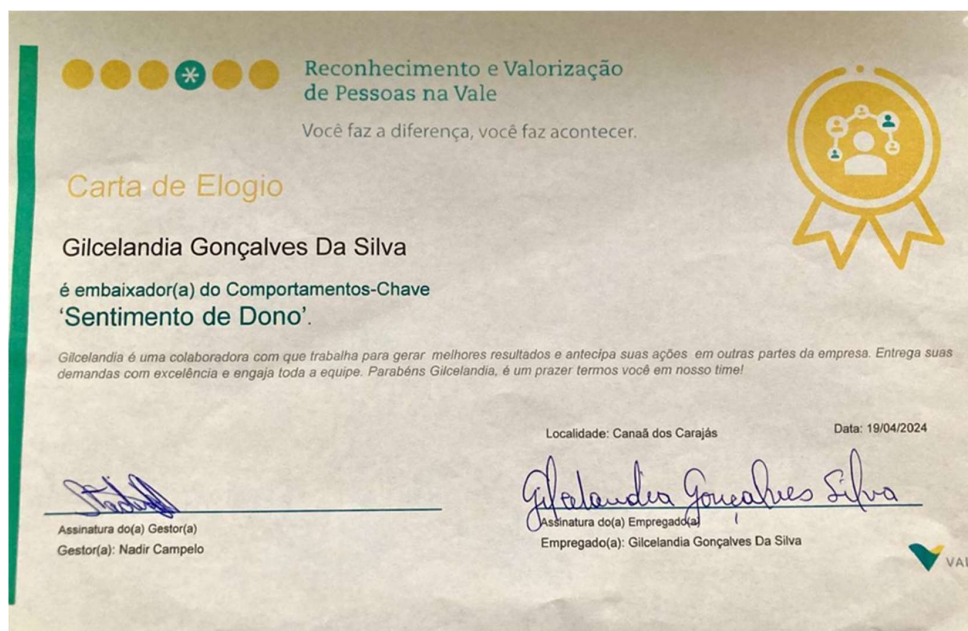 Reconhecimento e Valorização
de Pessoas na Vale
Você faz a diferença, você faz acontecer.
Carta de Elogio
Gilcelandia Gonçalves Da Silva
é embaixador(a) do Comportamentos-Chave
‘Sentimento de Dono’.
Gilcelandia é uma colaboradora com que trabalha para gerar melhores resultados e antecipa suas ações em outras partes da empresa. Entrega suas
demandas com excelência e engaja toda a equipe. Parabéns Gilcelandia, é um prazer termos você em nosso time!
Localidade: Canaã dos Carajás
Data: 19/04/2024
Gilcelandia Gonçalves Silva
Assinatura do(a) Gestor(a)
Gestor(a): Nadir Campelo
Assinatura do(a) Empregado(a)
Empregado(a): Gilcelandia Gonçalves Da Silva
VAL